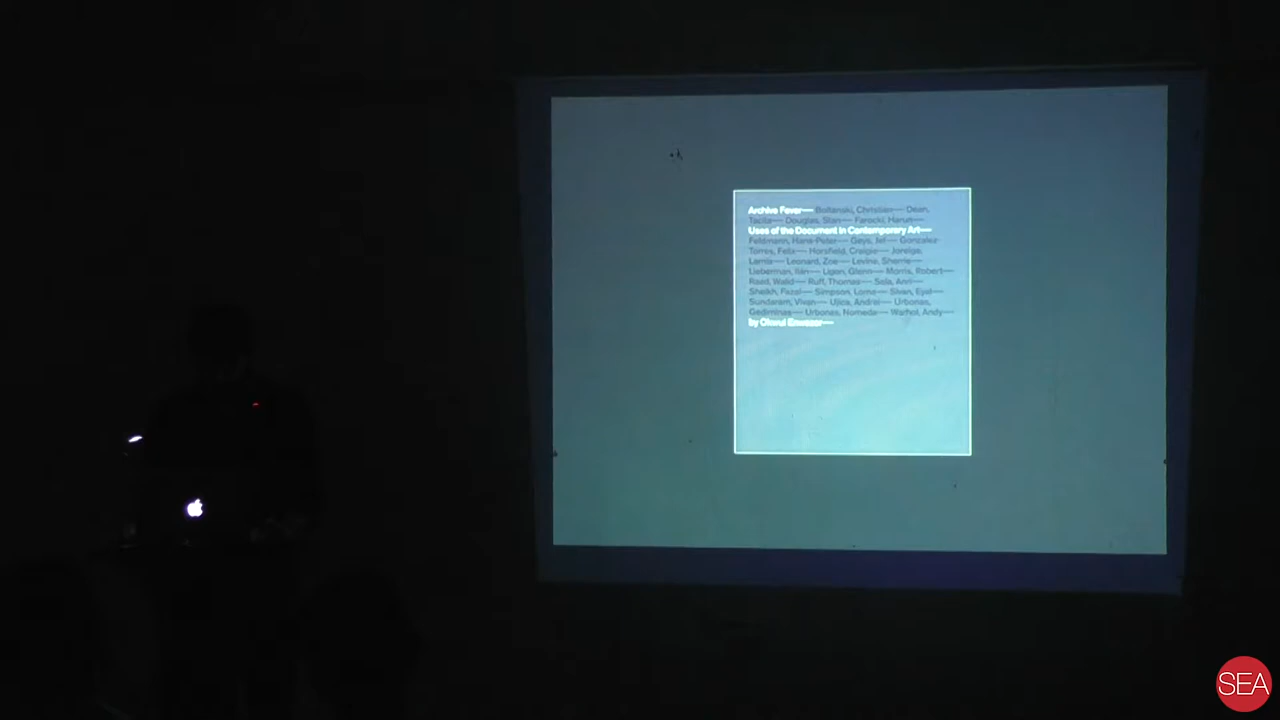 Archive Fever— Boltanski, Christian— Dean,
Tacita— Douglas, Stan— Farocki, Harun—
Uses of the Document in Contemporary Art—
Feldmann, Hans-Peter— Geys, Jef— Gonzalez-
Torres, Felix— Horsfield, Craigie— Joreige,
Lamia— Leonard, Zoe— Levine, Sherrie—
Lieberman, Ilán— Ligon, Glenn— Morris, Robert—
Raad, Walid— Ruff, Thomas— Sala, Anri—
Sheikh, Fazal— Simpson, Lorna— Sivan, Eyal—
Sundaram, Vivan— Ujica, Andrei— Urbonas,
Gediminas— Urbonas, Nomeda— Warhol, Andy—
by Okwui Enwezor—
SEA